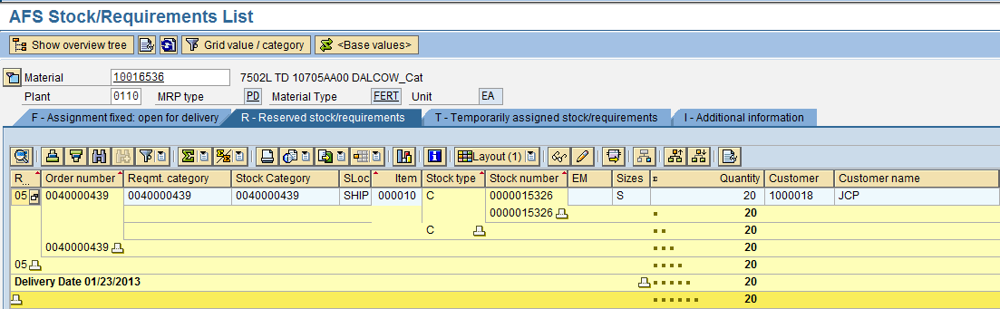 AFS Stock/Requirements List
Show overview tree Grid value / category <Base values>
Material 10016536 7502L TD 10705AA00 DALCOW_Cat
Plant 0110 MRP type PD Material Type FERT Unit EA
F - Assignment fixed: open for delivery R - Reserved stock/requirements T - Temporarily assigned stock/requirements I - Additional information
Layout (1)
R... Order number Reqmt. category Stock Category SLoc Item Stock type Stock number EM Sizes Σ Quantity Customer Customer name
05 0040000439 0040000439 0040000439 SHIP 000010 C 0000015326 S 20 1000018 JCP
0000015326 20
C 20
0040000439 20
05 20
Delivery Date 01/23/2013 20
20